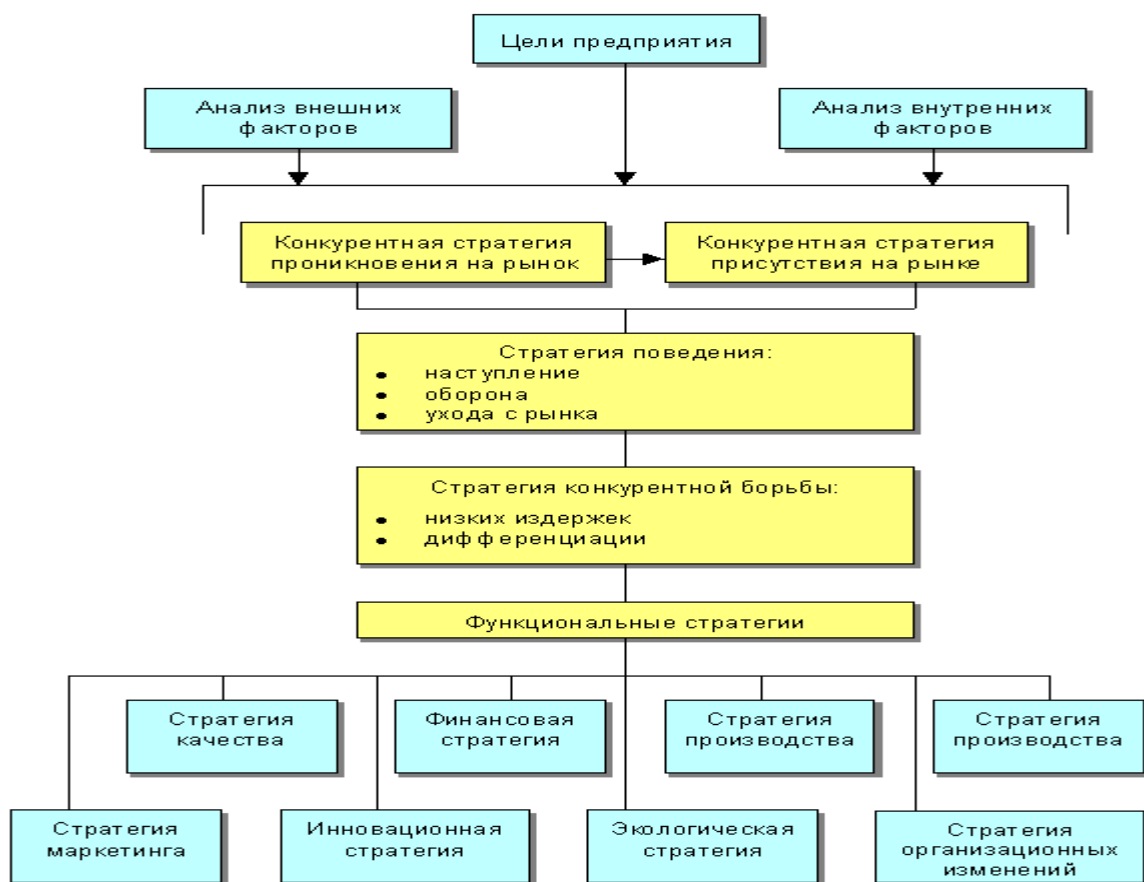 Цели предприятия
Анализ внешних
факторов
Анализ внутренних
факторов
Конкурентная стратегия
проникновения на рынок
Конкурентная стратегия
присутствия на рынке
Стратегия поведения:
• наступление
• оборона
• ухода с рынка
Стратегия конкурентной борьбы:
• низких издержек
• дифференциации
Функциональные стратегии
Стратегия
качества
Финансовая
стратегия
Стратегия
производства
Стратегия
производства
Стратегия
маркетинга
Инновационная
стратегия
Экологическая
стратегия
Стратегия
организационных
изменений